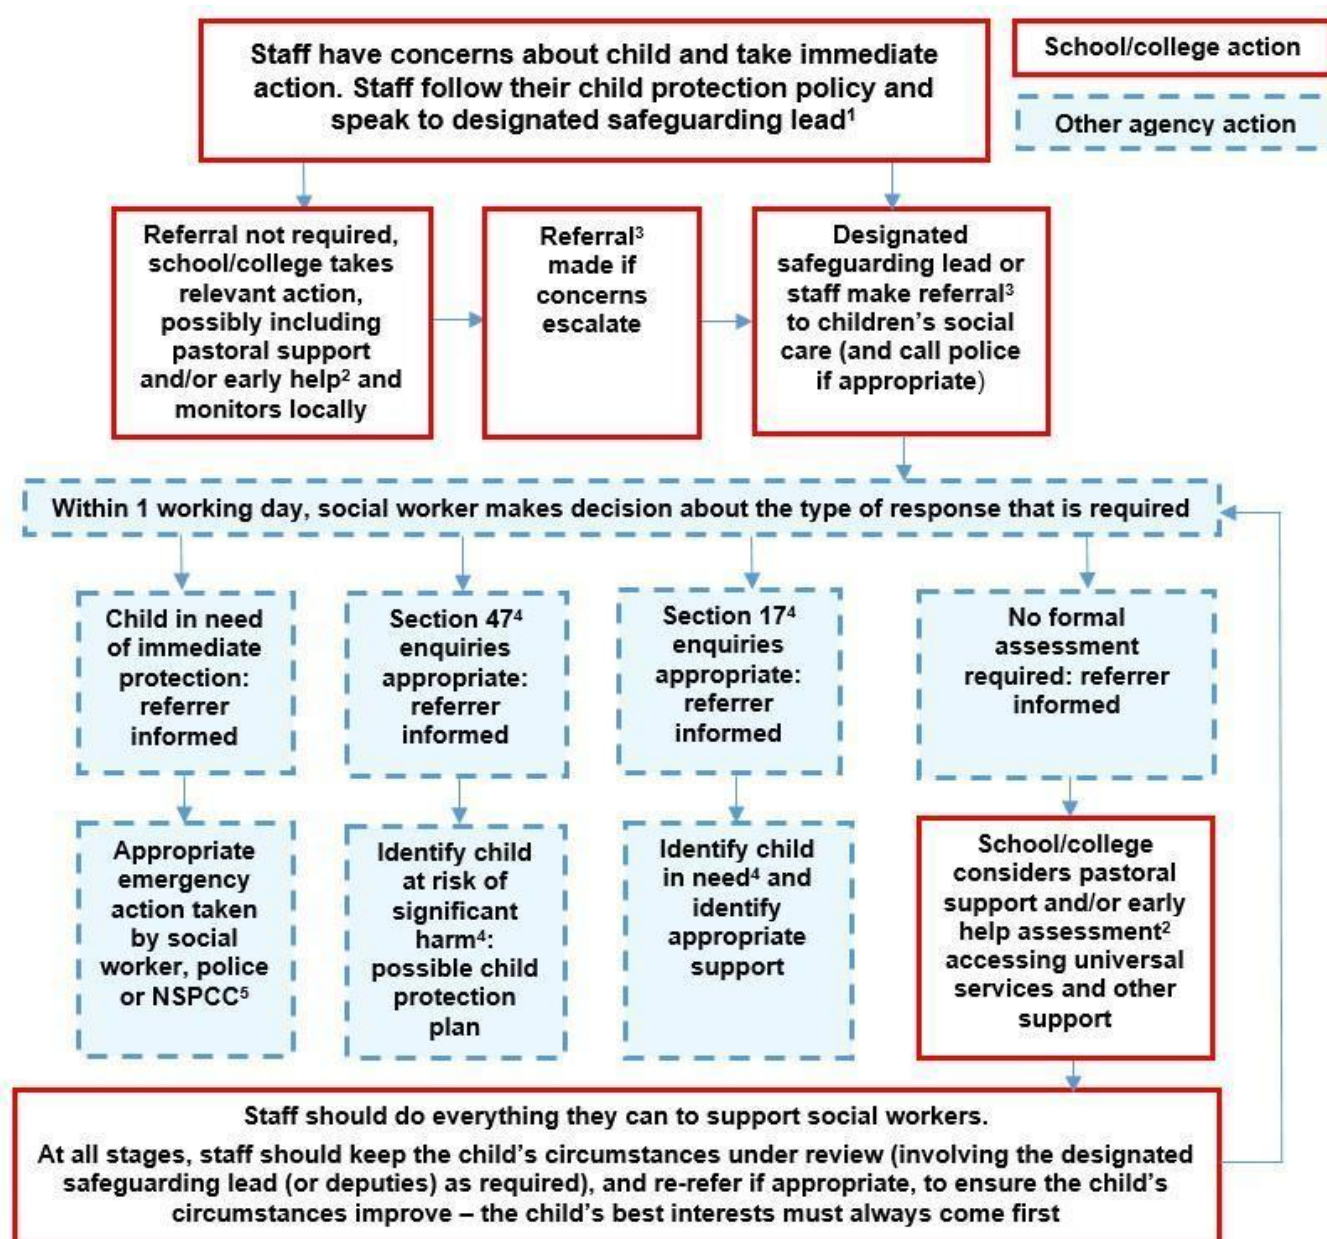 Staff have concerns about child and take immediate
action. Staff follow their child protection policy and
speak to designated safeguarding lead¹
School/college action
Other agency action
Referral not required,
school/college takes
relevant action,
possibly including
pastoral support
and/or early help² and
monitors locally
Referral³
made if
concerns
escalate
Designated
safeguarding lead or
staff make referral³
to children's social
care (and call police
if appropriate)
Within 1 working day, social worker makes decision about the type of response that is required
Child in need
of immediate
protection:
referrer
informed
Section 47⁴
enquiries
appropriate:
referrer
informed
Section 17⁴
enquiries
appropriate:
referrer
informed
No formal
assessment
required: referrer
informed
Appropriate
emergency
action taken
by social
worker, police
or NSPCC⁵
Identify child
at risk of
significant
harm⁴:
possible child
protection
plan
Identify child
in need⁴ and
identify
appropriate
support
School/college
considers pastoral
support and/or early
help assessment²
accessing universal
services and other
support
Staff should do everything they can to support social workers.
At all stages, staff should keep the child's circumstances under review (involving the designated
safeguarding lead (or deputies) as required), and re-refer if appropriate, to ensure the child's
circumstances improve – the child's best interests must always come first